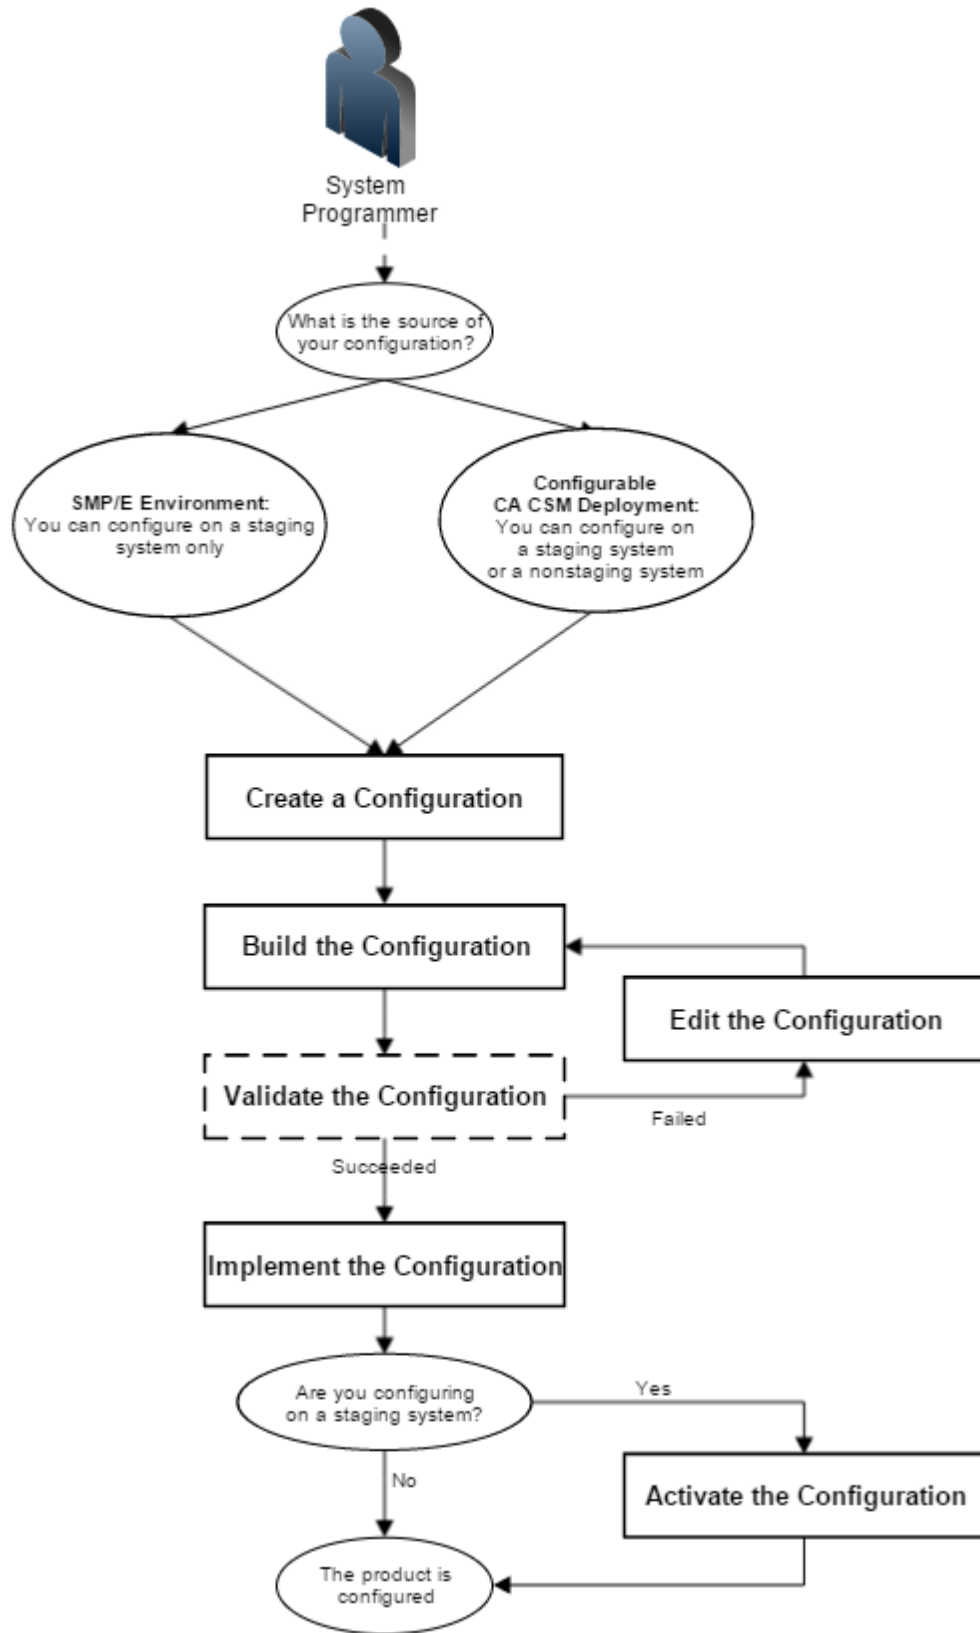 System
Programmer
What is the source of
your configuration?
SMP/E Environment:
You can configure on a staging
system only
Configurable
CA CSM Deployment:
You can configure on
a staging system
or a nonstaging system
Create a Configuration
Build the Configuration
Edit the Configuration
Validate the Configuration
Failed
Succeeded
Implement the Configuration
Are you configuring
on a staging system?
Yes
No
Activate the Configuration
The product is
configured